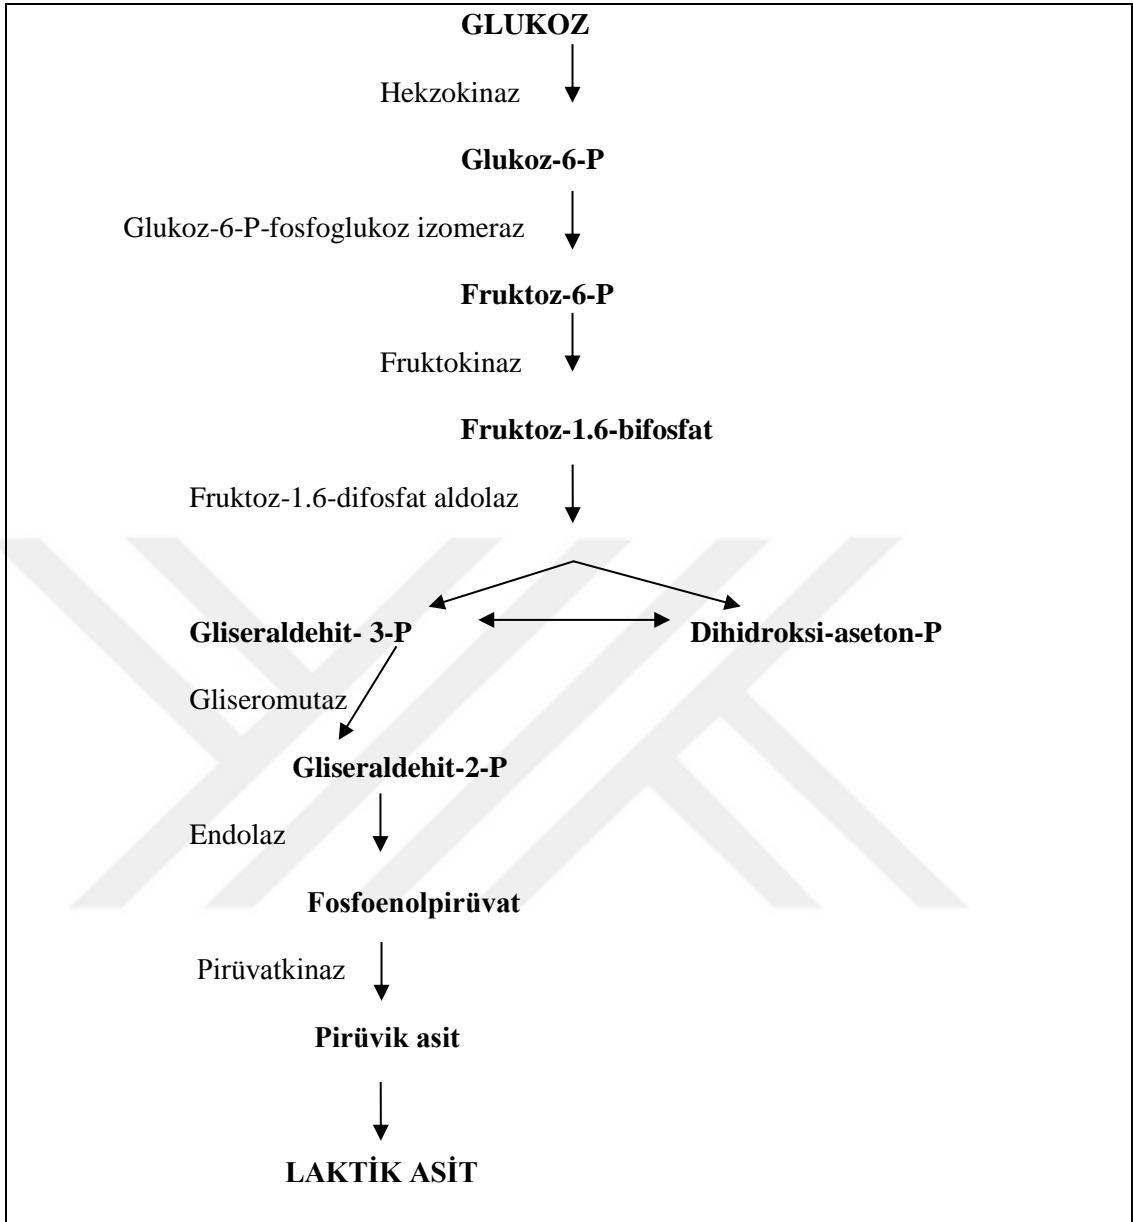 GLUKOZ
Hekzokinaz
Glukoz-6-P
Glukoz-6-P-fosfoglukoz izomeraz
Fruktoz-6-P
Fruktokinaz
Fruktoz-1.6-bifosfat
Fruktoz-1.6-difosfat aldolaz
Gliseraldehit- 3-P
Dihidroksi-aseton-P
Gliseromutaz
Gliseraldehit-2-P
Endolaz
Fosfoenolpirüvat
Pirüvatkinaz
Pirüvik asit
LAKTİK ASİT